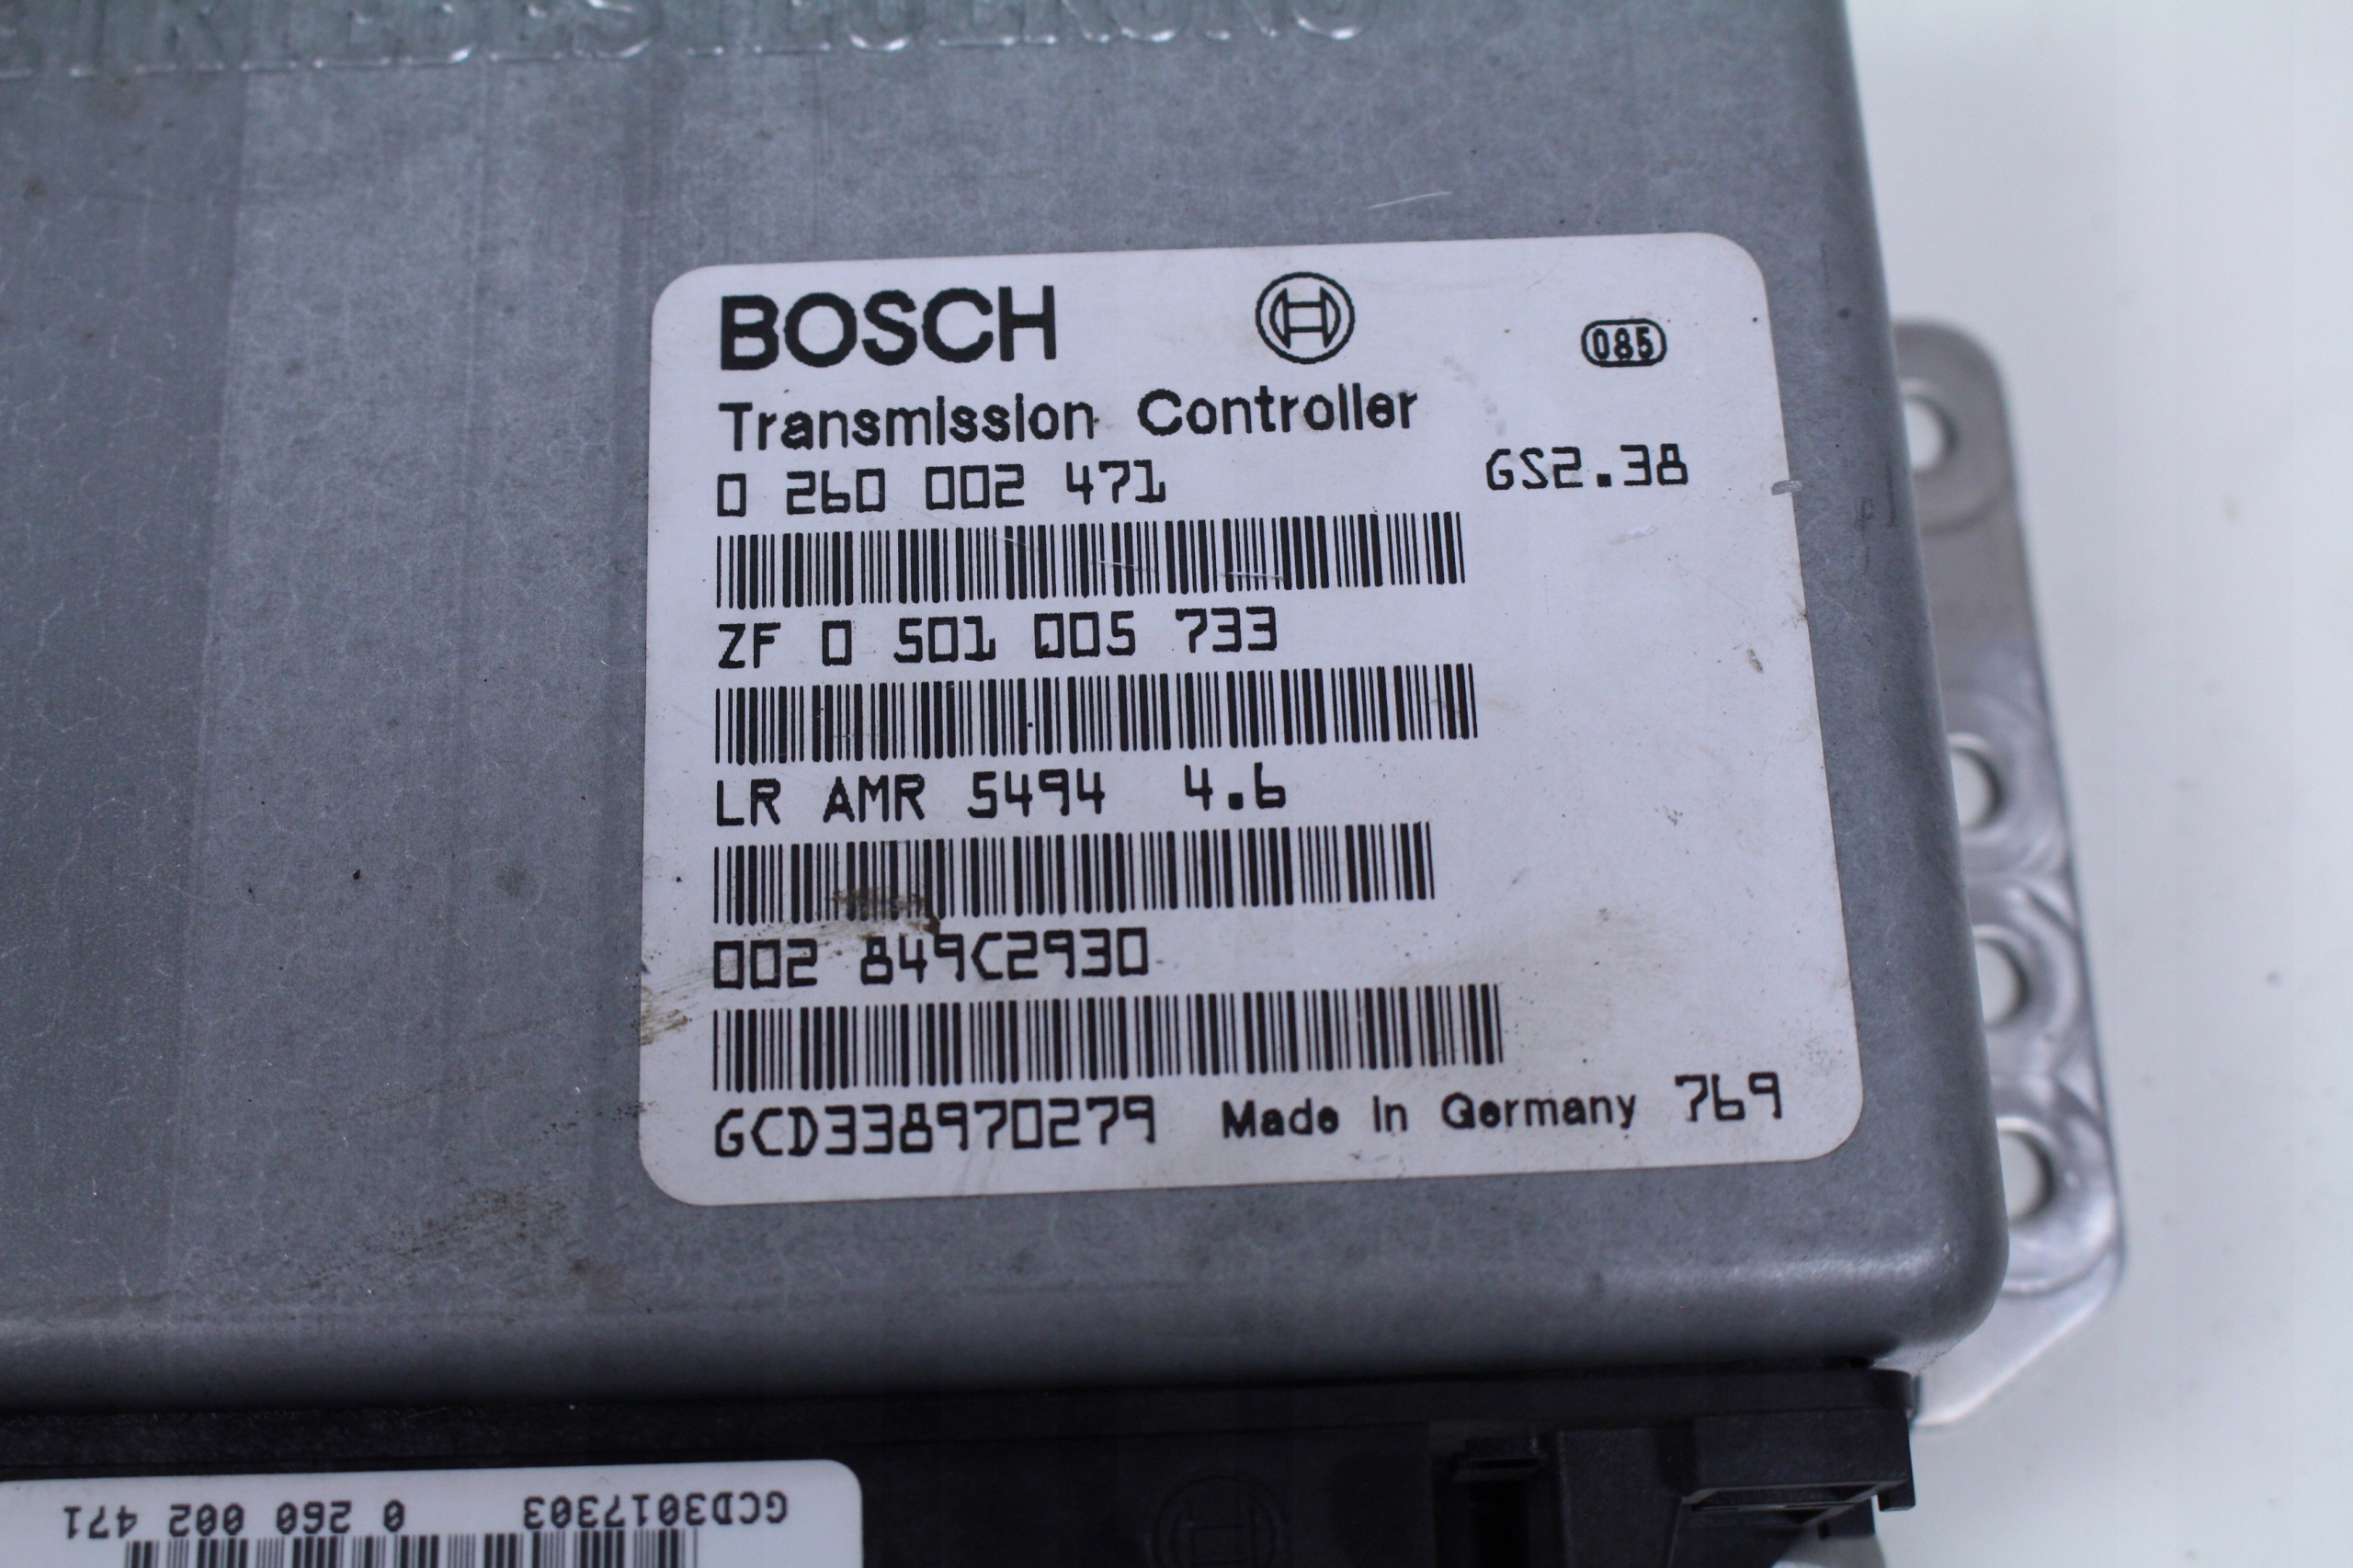 BOSCH
085
Transmission Controller
0 260 002 471
GS2.38
ZF 0 501 005 733
LR AMR 5494 4.6
002 849C2930
GCD338970279 Made in Germany 769
GCD3017303 0 260 002 471